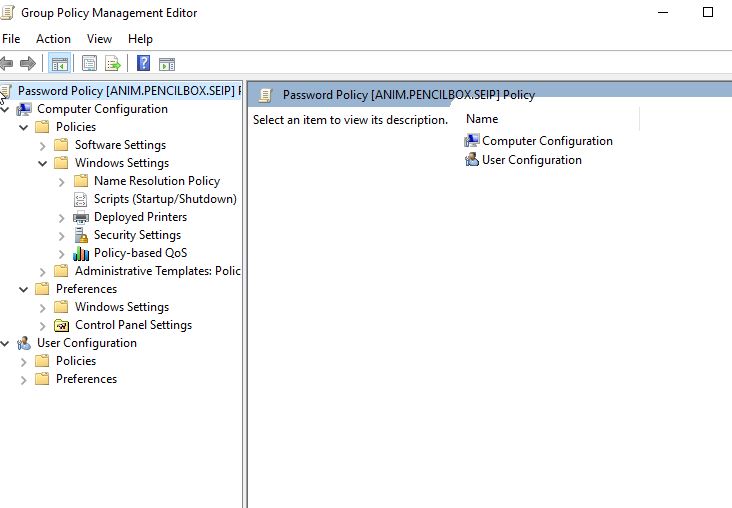 Group Policy Management Editor
File Action View Help
Password Policy [ANIM.PENCILBOX.SEIP] P
Computer Configuration
Policies
Software Settings
Windows Settings
Name Resolution Policy
Scripts (Startup/Shutdown)
Deployed Printers
Security Settings
Policy-based QoS
Administrative Templates: Polic
Preferences
Windows Settings
Control Panel Settings
User Configuration
Policies
Preferences
Password Policy [ANIM.PENCILBOX.SEIP] Policy
Select an item to view its description.
Name
Computer Configuration
User Configuration